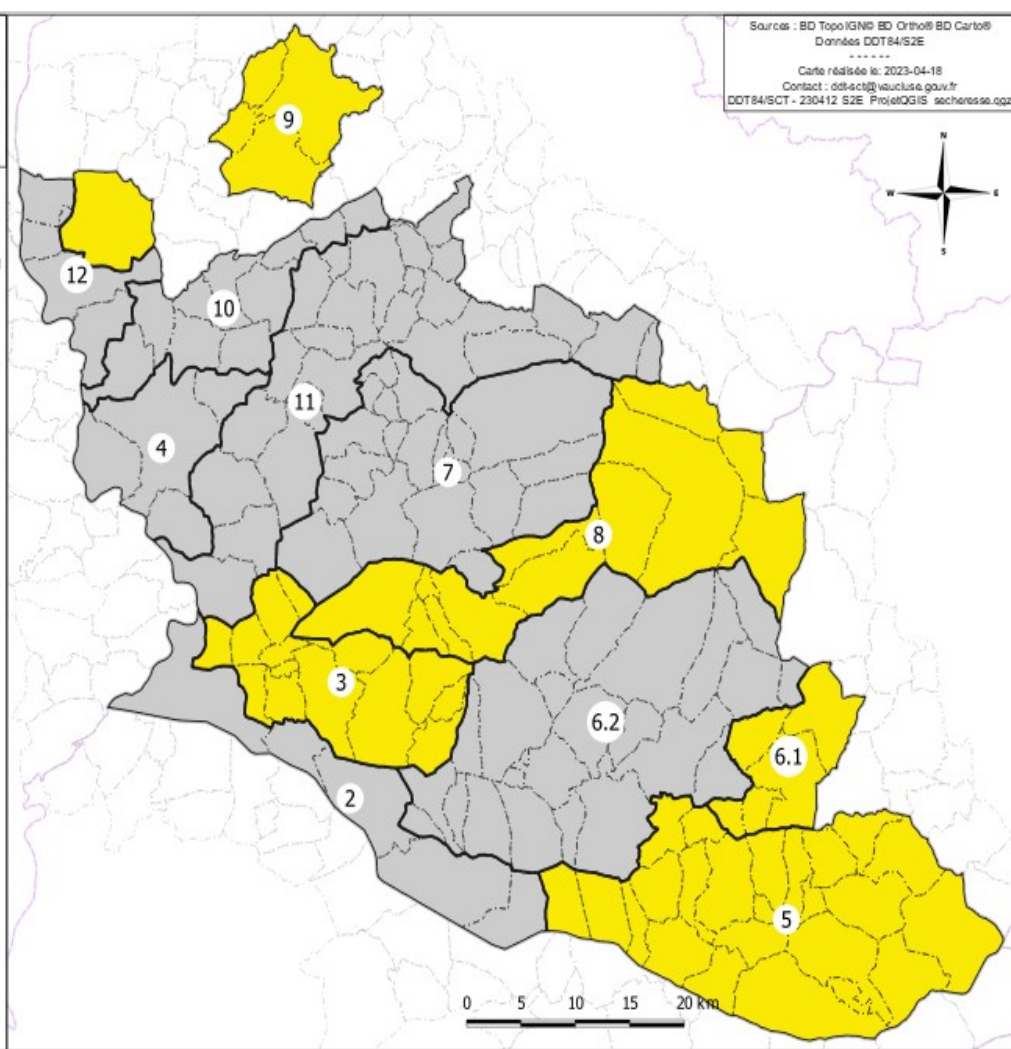 Sources : BD TopoIGN® BD Ortho® BD Carto®
Données DDT84/S2E
- - - - - -
Carte réalisée le: 2023-04-18
Contact : ddt-sct@vaucluse.gouv.fr
DDT84/SCT - 230412 S2E ProjetQGIS secheresse.qgz
N
W E
S
9
12
10
11
4
7
8
3
6.2
6.1
2
5
0 5 10 15 20 km